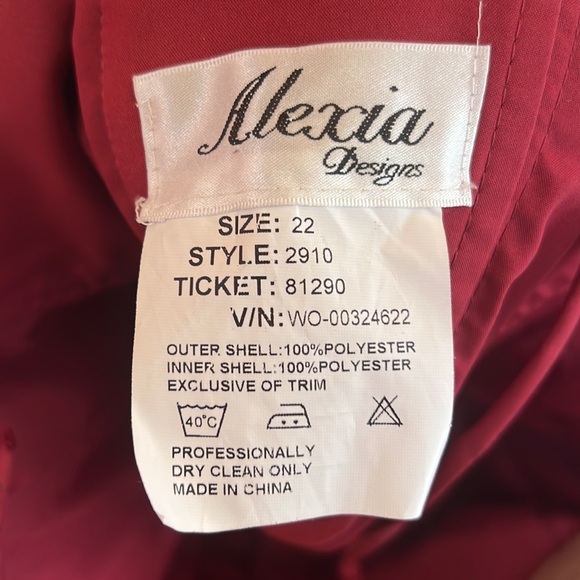 Alexia
Designs
SIZE: 22
STYLE: 2910
TICKET: 81290
V/N: WO-00324622
OUTER SHELL:100%POLYESTER
INNER SHELL:100%POLYESTER
EXCLUSIVE OF TRIM
40°C
PROFESSIONALLY
DRY CLEAN ONLY
MADE IN CHINA